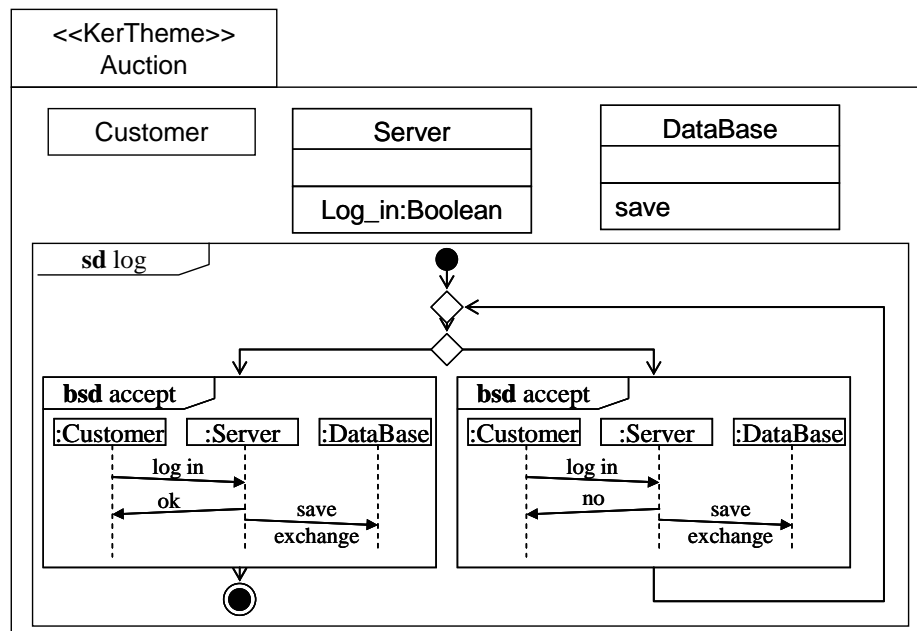 <<KerTheme>>
Auction
Customer
Server
DataBase
Log_in:Boolean
save
sd log
bsd accept
:Customer :Server :DataBase
log in
ok
save
exchange
bsd accept
:Customer :Server :DataBase
log in
no
save
exchange